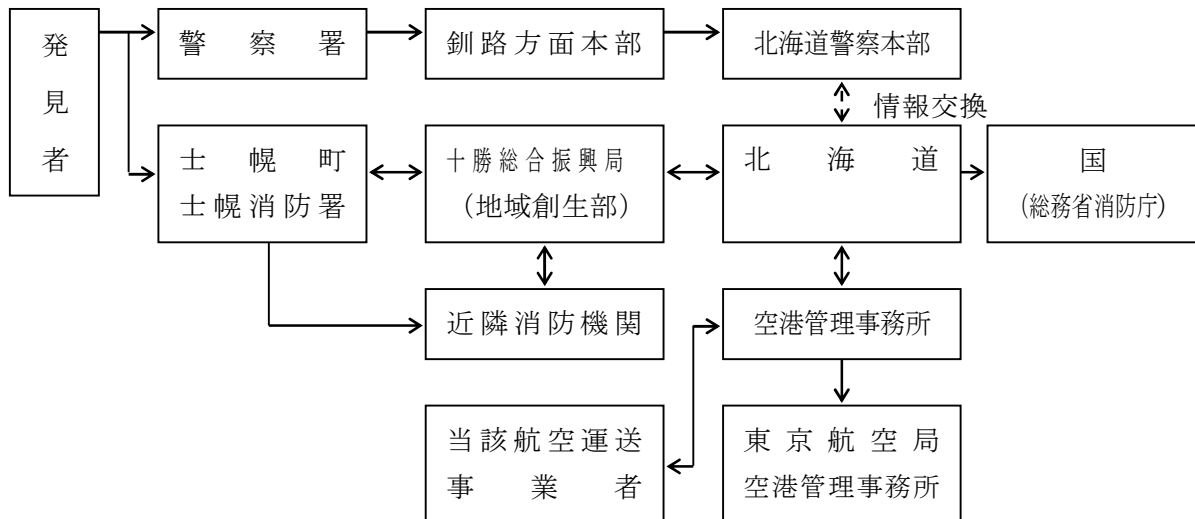 発見者
警察署
釧路方面本部
北海道警察本部
情報交換
士幌町
士幌消防署
十勝総合振興局
(地域創生部)
北海道
国
(総務省消防庁)
近隣消防機関
空港管理事務所
当該航空運送
事業者
東京航空局
空港管理事務所